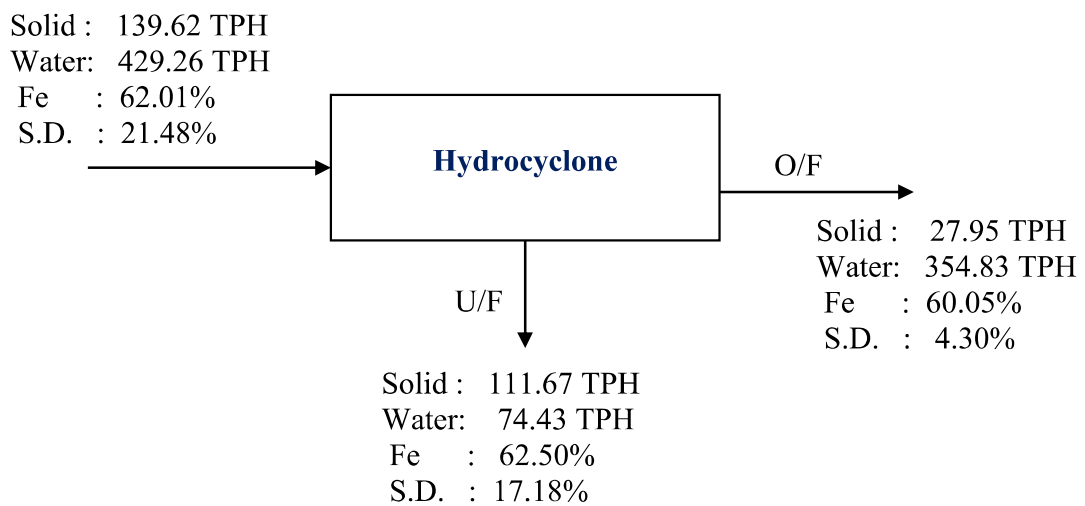 Solid : 139.62 TPH
Water: 429.26 TPH
Fe : 62.01%
S.D. : 21.48%
Hydrocyclone
O/F
Solid : 27.95 TPH
Water: 354.83 TPH
Fe : 60.05%
S.D. : 4.30%
U/F
Solid : 111.67 TPH
Water: 74.43 TPH
Fe : 62.50%
S.D. : 17.18%